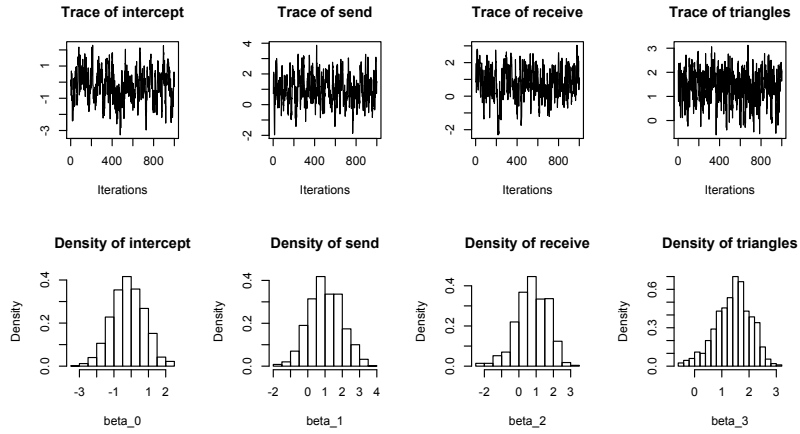 Trace of intercept
Trace of send
Trace of receive
Trace of triangles
1
-1
-3
4
2
0
-2
2
0
-2
3
2
1
0
0 400 800
0 400 800
0 400 800
0 400 800
Iterations
Iterations
Iterations
Iterations
Density of intercept
Density of send
Density of receive
Density of triangles
Density
0.4
0.2
0.0
Density
0.4
0.2
0.0
Density
0.4
0.2
0.0
Density
0.6
0.3
0.0
-3 -1 1 2
-2 0 1 2 3 4
-2 0 1 2 3
0 1 2 3
beta_0
beta_1
beta_2
beta_3